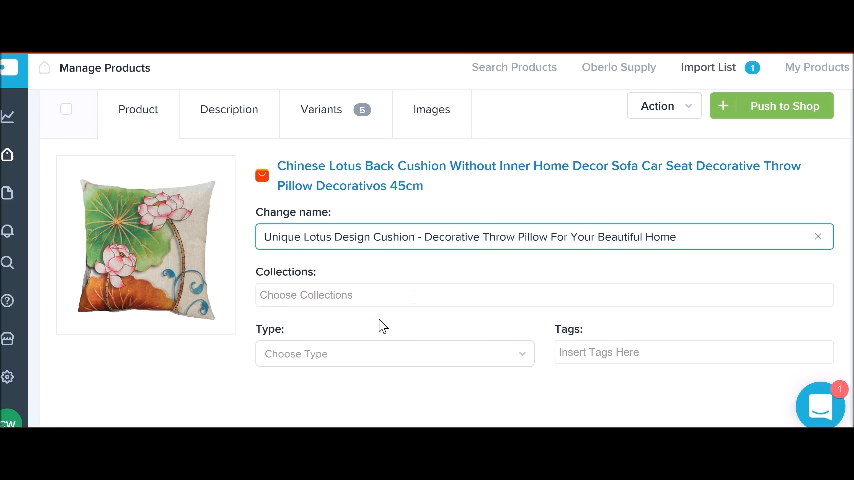 Manage Products
Search Products
Oberlo Supply
Import List 1
My Products
Product
Description
Variants 5
Images
Action
+ Push to Shop
Chinese Lotus Back Cushion Without Inner Home Decor Sofa Car Seat Decorative Throw
Pillow Decorativos 45cm
Change name:
Unique Lotus Design Cushion - Decorative Throw Pillow For Your Beautiful Home
Collections:
Choose Collections
Type:
Tags:
Choose Type
Insert Tags Here
1
CW